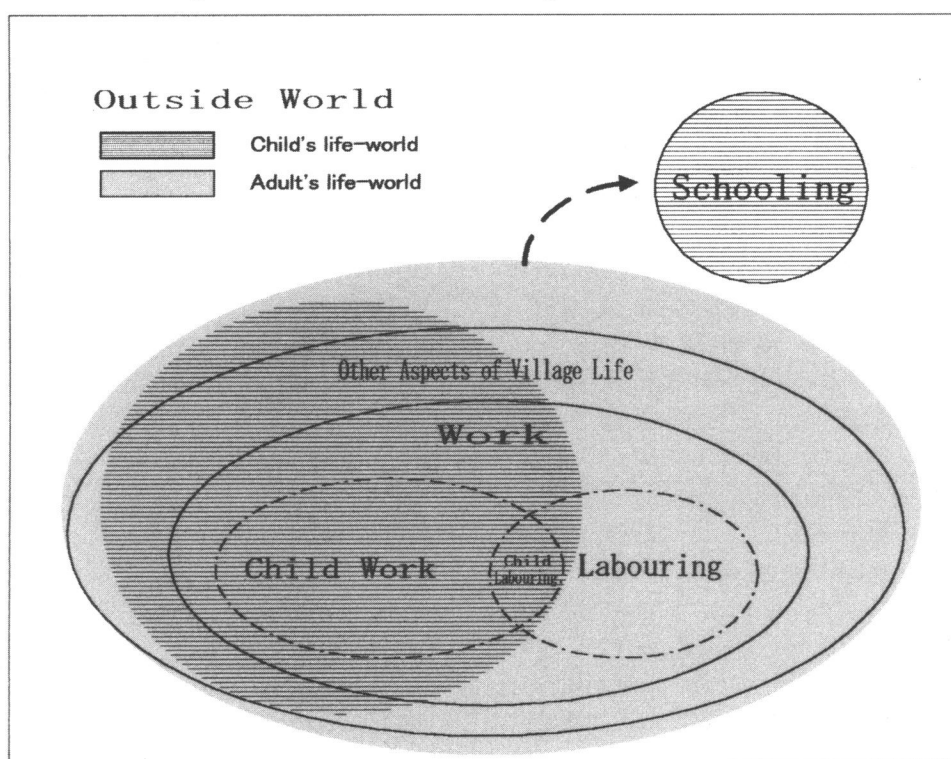 Outside World
Child's life-world
Adult's life-world
Schooling
Other Aspects of Village Life
Work
Child Work
Child
Labouring
Labouring